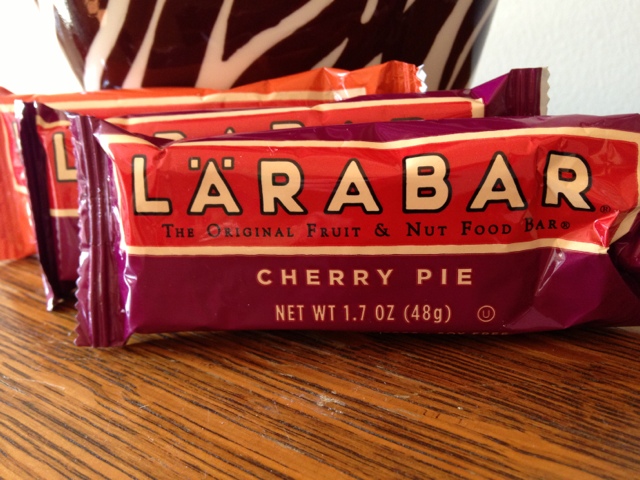 LÄRABAR®
THE ORIGINAL FRUIT & NUT FOOD BAR®
CHERRY PIE
NET WT 1.7 OZ (48g) Ⓤ